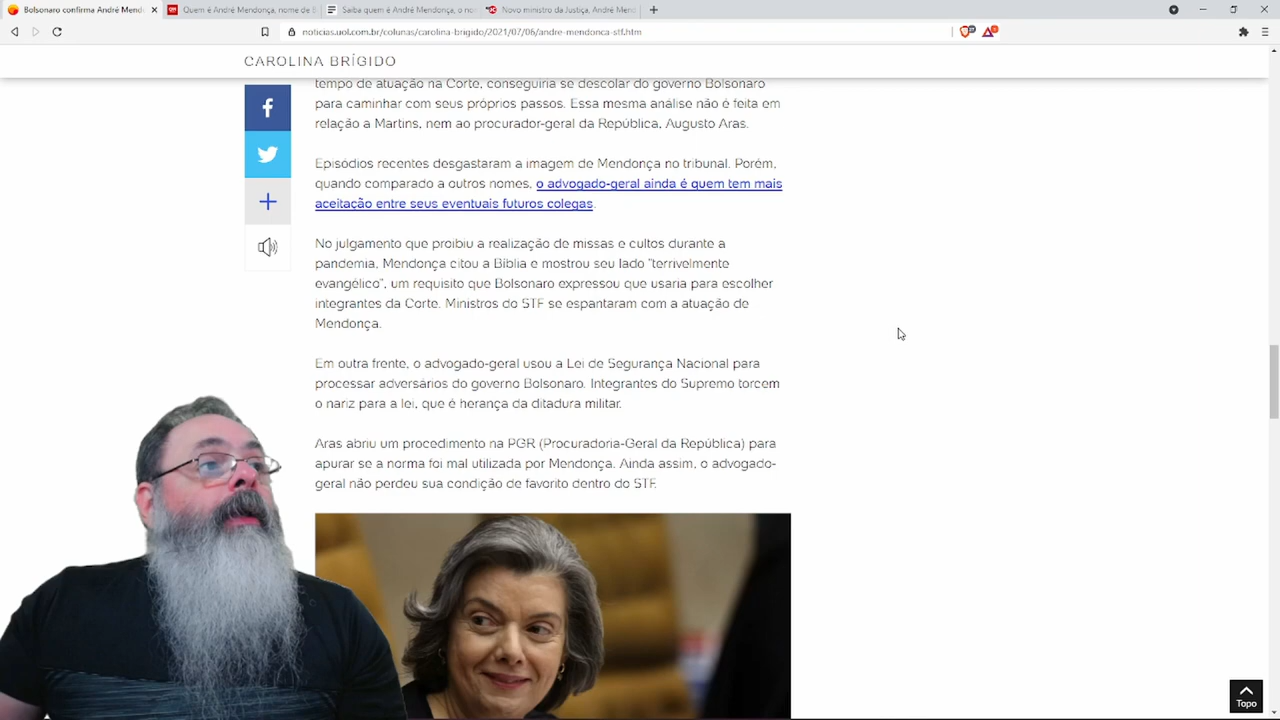 Bolsonaro confirma André Mend
Quem é André Mendonça, nome de B
Saiba quem é André Mendonça, o no
Novo ministro da Justiça, André Men
noticias.uol.com.br/colunas/carolina-brigido/2021/07/06/andre-mendonca-stf.htm
CAROLINA BRÍGIDO
tempo de atuação na Corte, conseguiria se descolar do governo Bolsonaro
para caminhar com seus próprios passos. Essa mesma análise não é feita em
relação a Martins, nem ao procurador-geral da República, Augusto Aras.
Episódios recentes desgastaram a imagem de Mendonça no tribunal. Porém,
quando comparado a outros nomes, o advogado-geral ainda é quem tem mais
aceitação entre seus eventuais futuros colegas.
No julgamento que proibiu a realização de missas e cultos durante a
pandemia, Mendonça citou a Bíblia e mostrou seu lado "terrivelmente
evangélico", um requisito que Bolsonaro expressou que usaria para escolher
integrantes da Corte. Ministros do STF se espantaram com a atuação de
Mendonça.
Em outra frente, o advogado-geral usou a Lei de Segurança Nacional para
processar adversários do governo Bolsonaro. Integrantes do Supremo torcem
o nariz para a lei, que é herança da ditadura militar.
Aras abriu um procedimento na PGR (Procuradoria-Geral da República) para
apurar se a norma foi mal utilizada por Mendonça. Ainda assim, o advogado-
geral não perdeu sua condição de favorito dentro do STF.
Topo